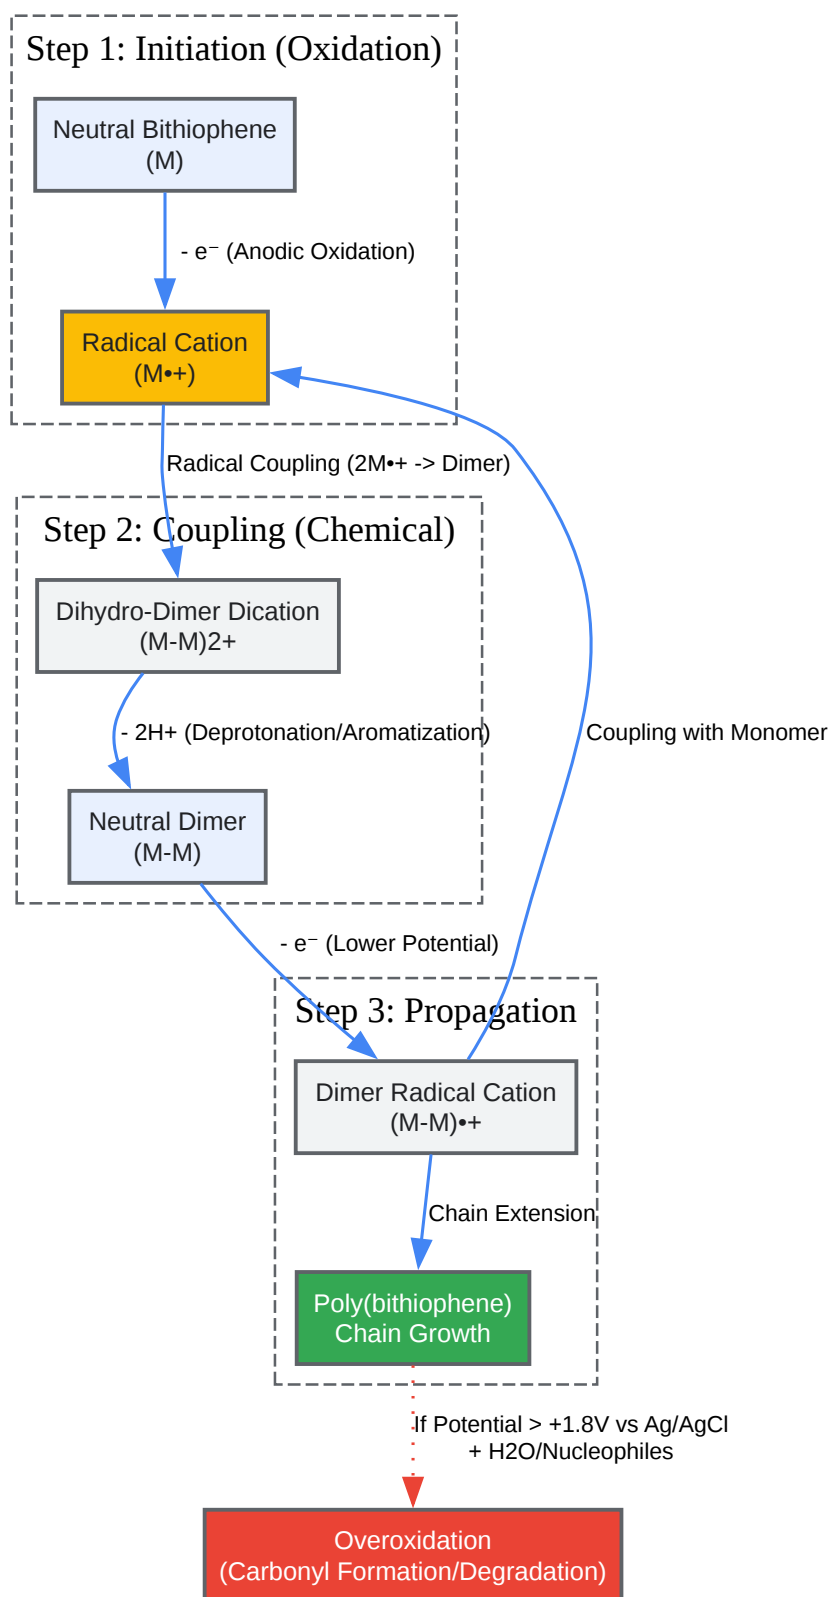 Step 1: Initiation (Oxidation)
Neutral Bithiophene
(M)
- e⁻ (Anodic Oxidation)
Radical Cation
(M•+)
Radical Coupling (2M•+ -> Dimer)
Step 2: Coupling (Chemical)
Dihydro-Dimer Dication
(M-M)2+
- 2H+ (Deprotonation/Aromatization)
Coupling with Monomer
Neutral Dimer
(M-M)
- e⁻ (Lower Potential)
Step 3: Propagation
Dimer Radical Cation
(M-M)•+
Chain Extension
Poly(bithiophene)
Chain Growth
If Potential > +1.8V vs Ag/AgCl
+ H2O/Nucleophiles
Overoxidation
(Carbonyl Formation/Degradation)